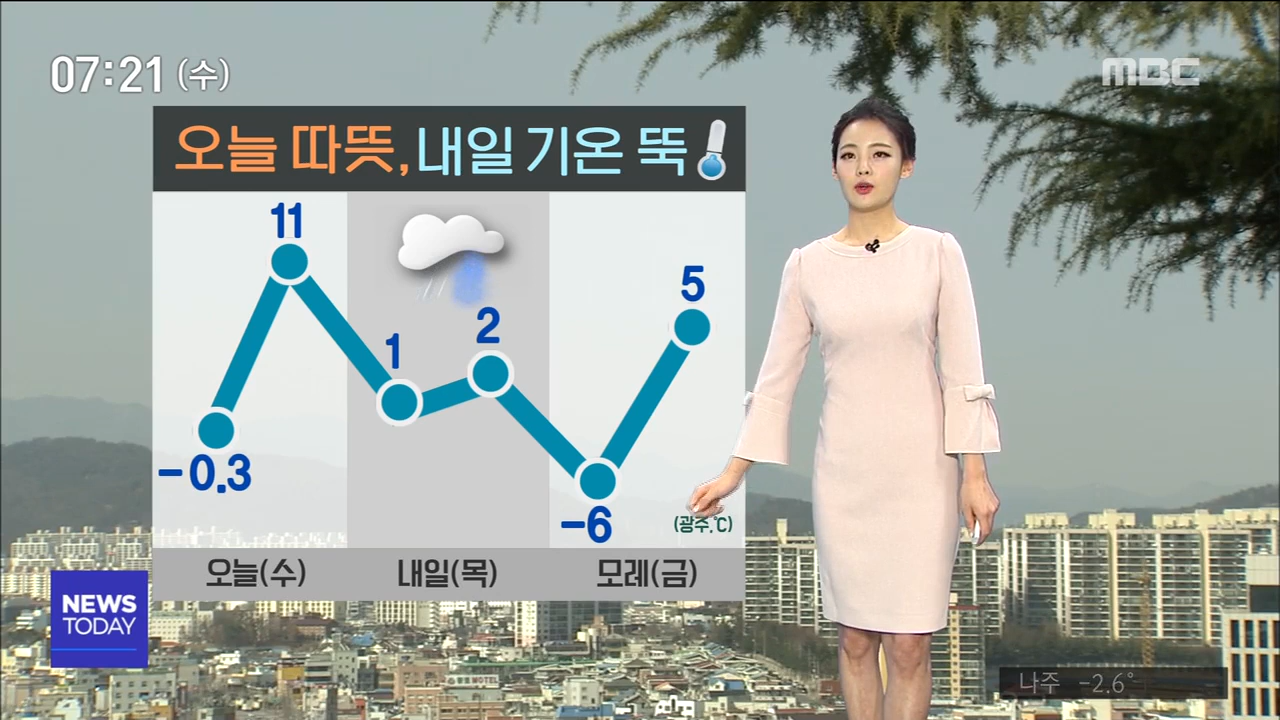 07:21 (수)
MBC
오늘 따뜻, 내일 기온 뚝
11
1
2
5
-0.3
-6
(광주,℃)
오늘(수) 내일(목) 모레(금)
NEWS
TODAY
HOTEL
나주 -2.6°